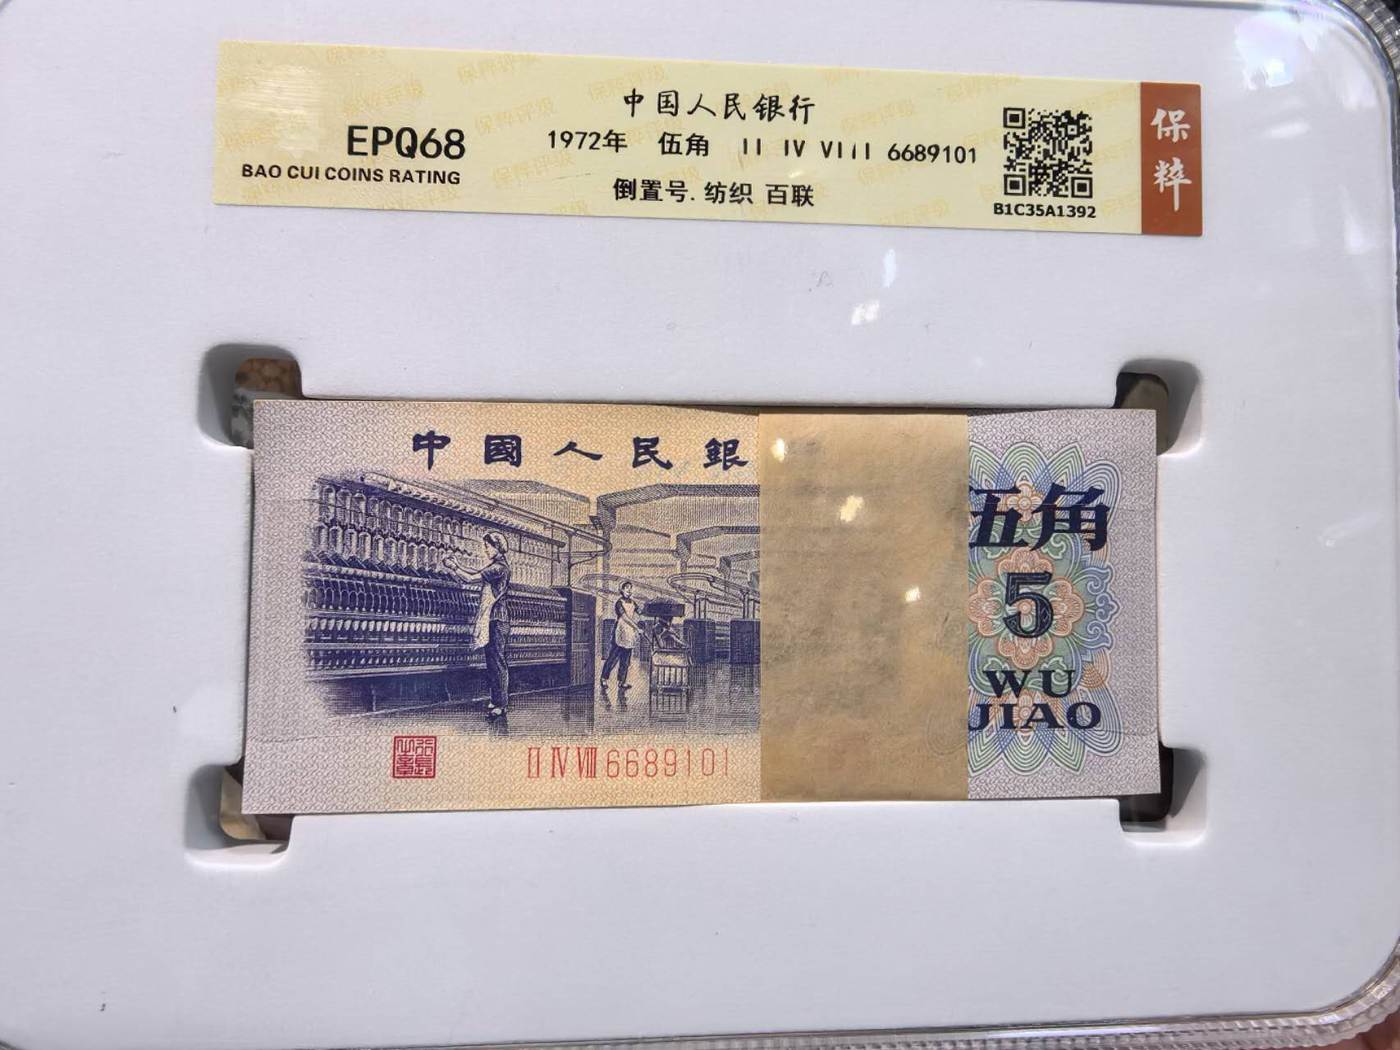 中国人民银行
EPQ68
BAO CUI COINS RATING
1972年 伍角 II IV VIII 6689101
倒置号.纺织 百联
B1C35A1392
保粹
中國人民銀
伍角
5
WU
JIAO
II IV VIII 6689101